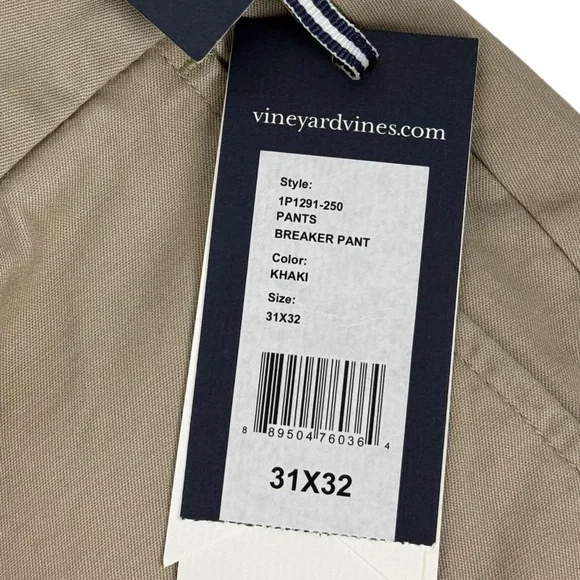 vineyardvines.com
Style:
1P1291-250
PANTS
BREAKER PANT
Color:
KHAKI
Size:
31X32
8 89504 76036 4
31X32